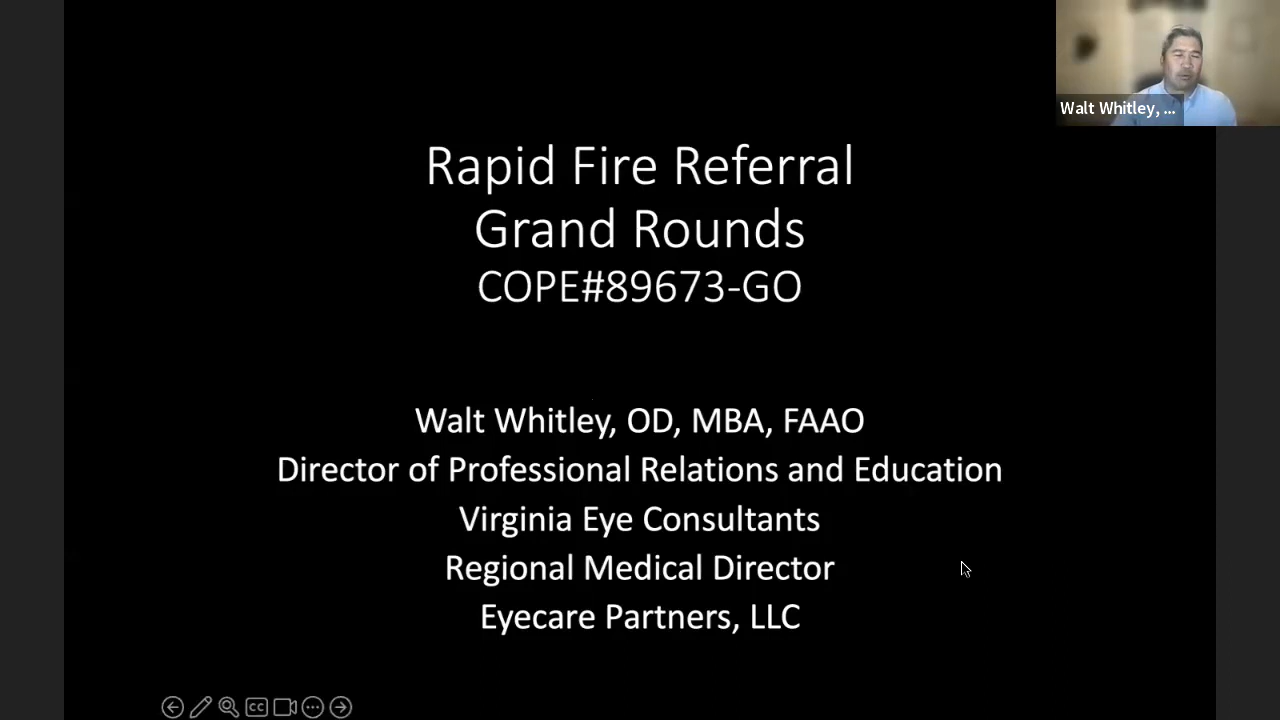 Walt Whitley, ...
Rapid Fire Referral
Grand Rounds
COPE#89673-GO
Walt Whitley, OD, MBA, FAAO
Director of Professional Relations and Education
Virginia Eye Consultants
Regional Medical Director
Eyecare Partners, LLC
CC